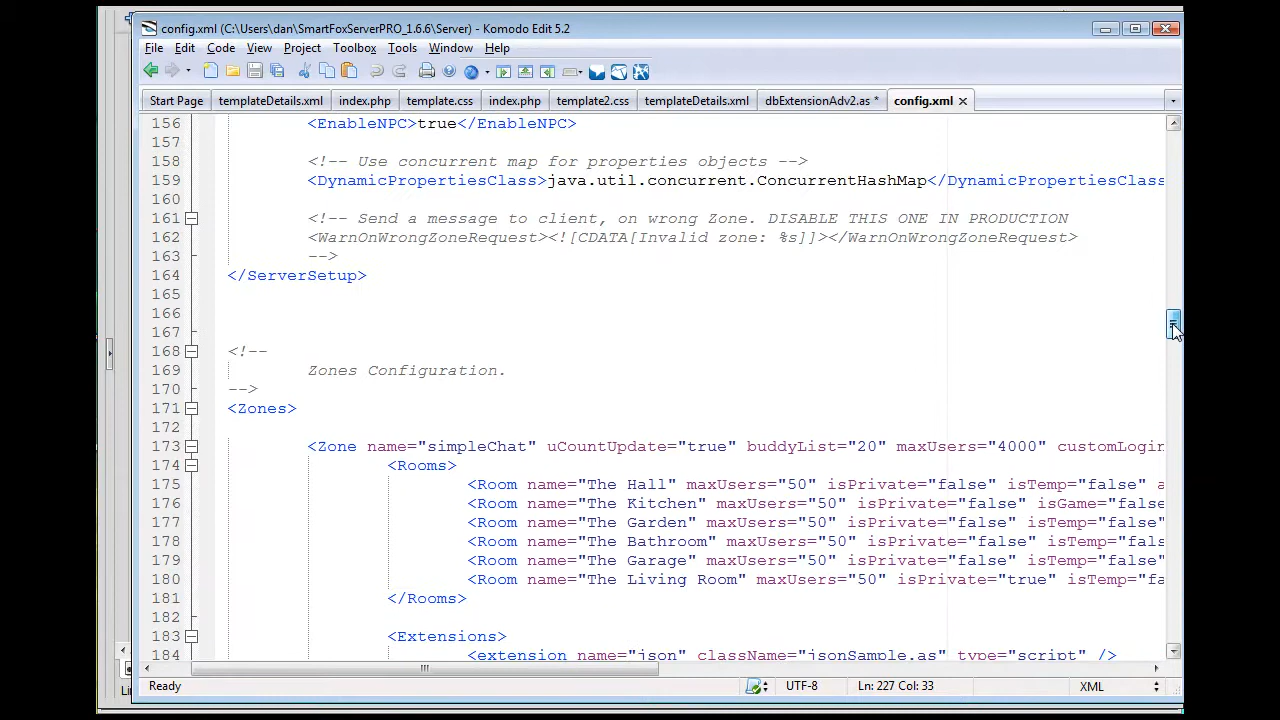 config.xml (C:\Users\dan\SmartFoxServerPRO_1.6.6\Server) - Komodo Edit 5.2
File Edit Code View Project Toolbox Tools Window Help
Start Page templateDetails.xml index.php template.css index.php template2.css templateDetails.xml dbExtensionAdv2.as * config.xml
156 <EnableNPC>true</EnableNPC>
157
158 <!-- Use concurrent map for properties objects -->
159 <DynamicPropertiesClass>java.util.concurrent.ConcurrentHashMap</DynamicPropertiesClass
160
161 <!-- Send a message to client, on wrong Zone. DISABLE THIS ONE IN PRODUCTION
162 <WarnOnWrongZoneRequest><![CDATA[Invalid zone: %s]]></WarnOnWrongZoneRequest>
163 -->
164 </ServerSetup>
165
166
167
168 <!--
169 Zones Configuration.
170 -->
171 <Zones>
172
173 <Zone name="simpleChat" uCountUpdate="true" buddyList="20" maxUsers="4000" customLogin
174 <Rooms>
175 <Room name="The Hall" maxUsers="50" isPrivate="false" isTemp="false" a
176 <Room name="The Kitchen" maxUsers="50" isPrivate="false" isGame="false
177 <Room name="The Garden" maxUsers="50" isPrivate="false" isTemp="false"
178 <Room name="The Bathroom" maxUsers="50" isPrivate="false" isTemp="fals
179 <Room name="The Garage" maxUsers="50" isPrivate="false" isTemp="false"
180 <Room name="The Living Room" maxUsers="50" isPrivate="true" isTemp="fa
181 </Rooms>
182
183 <Extensions>
184 <extension name="json" className="jsonSample.as" type="script" />
Ready UTF-8 Ln: 227 Col: 33 XML